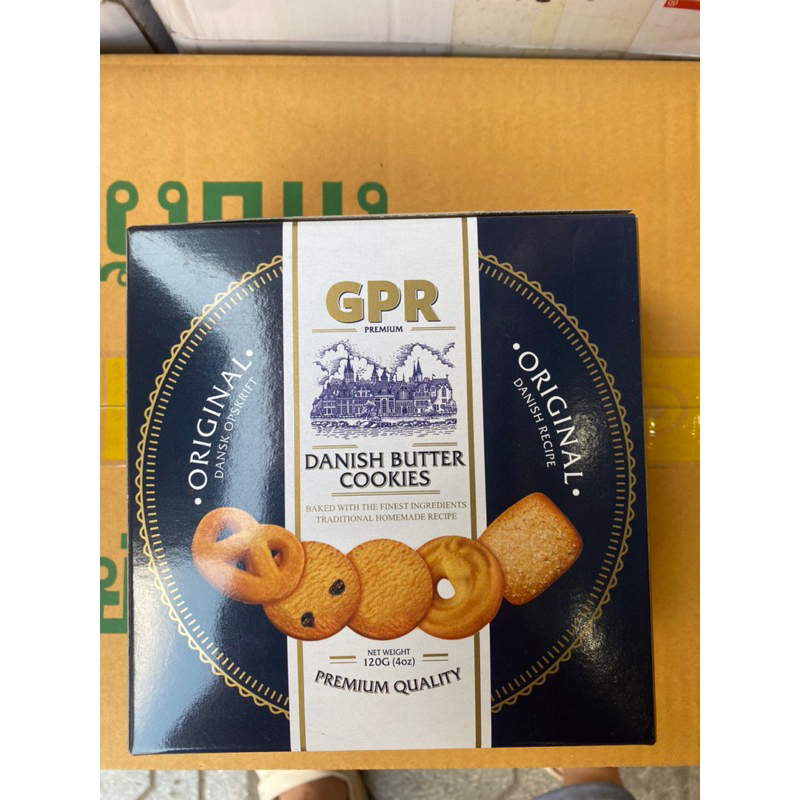 GPR
PREMIUM
• ORIGINAL •
DANSK OPSKRIFT
• ORIGINAL •
DANISH RECIPE
DANISH BUTTER
COOKIES
BAKED WITH THE FINEST INGREDIENTS
TRADITIONAL HOMEMADE RECIPE
NET WEIGHT
120G (4oz)
PREMIUM QUALITY